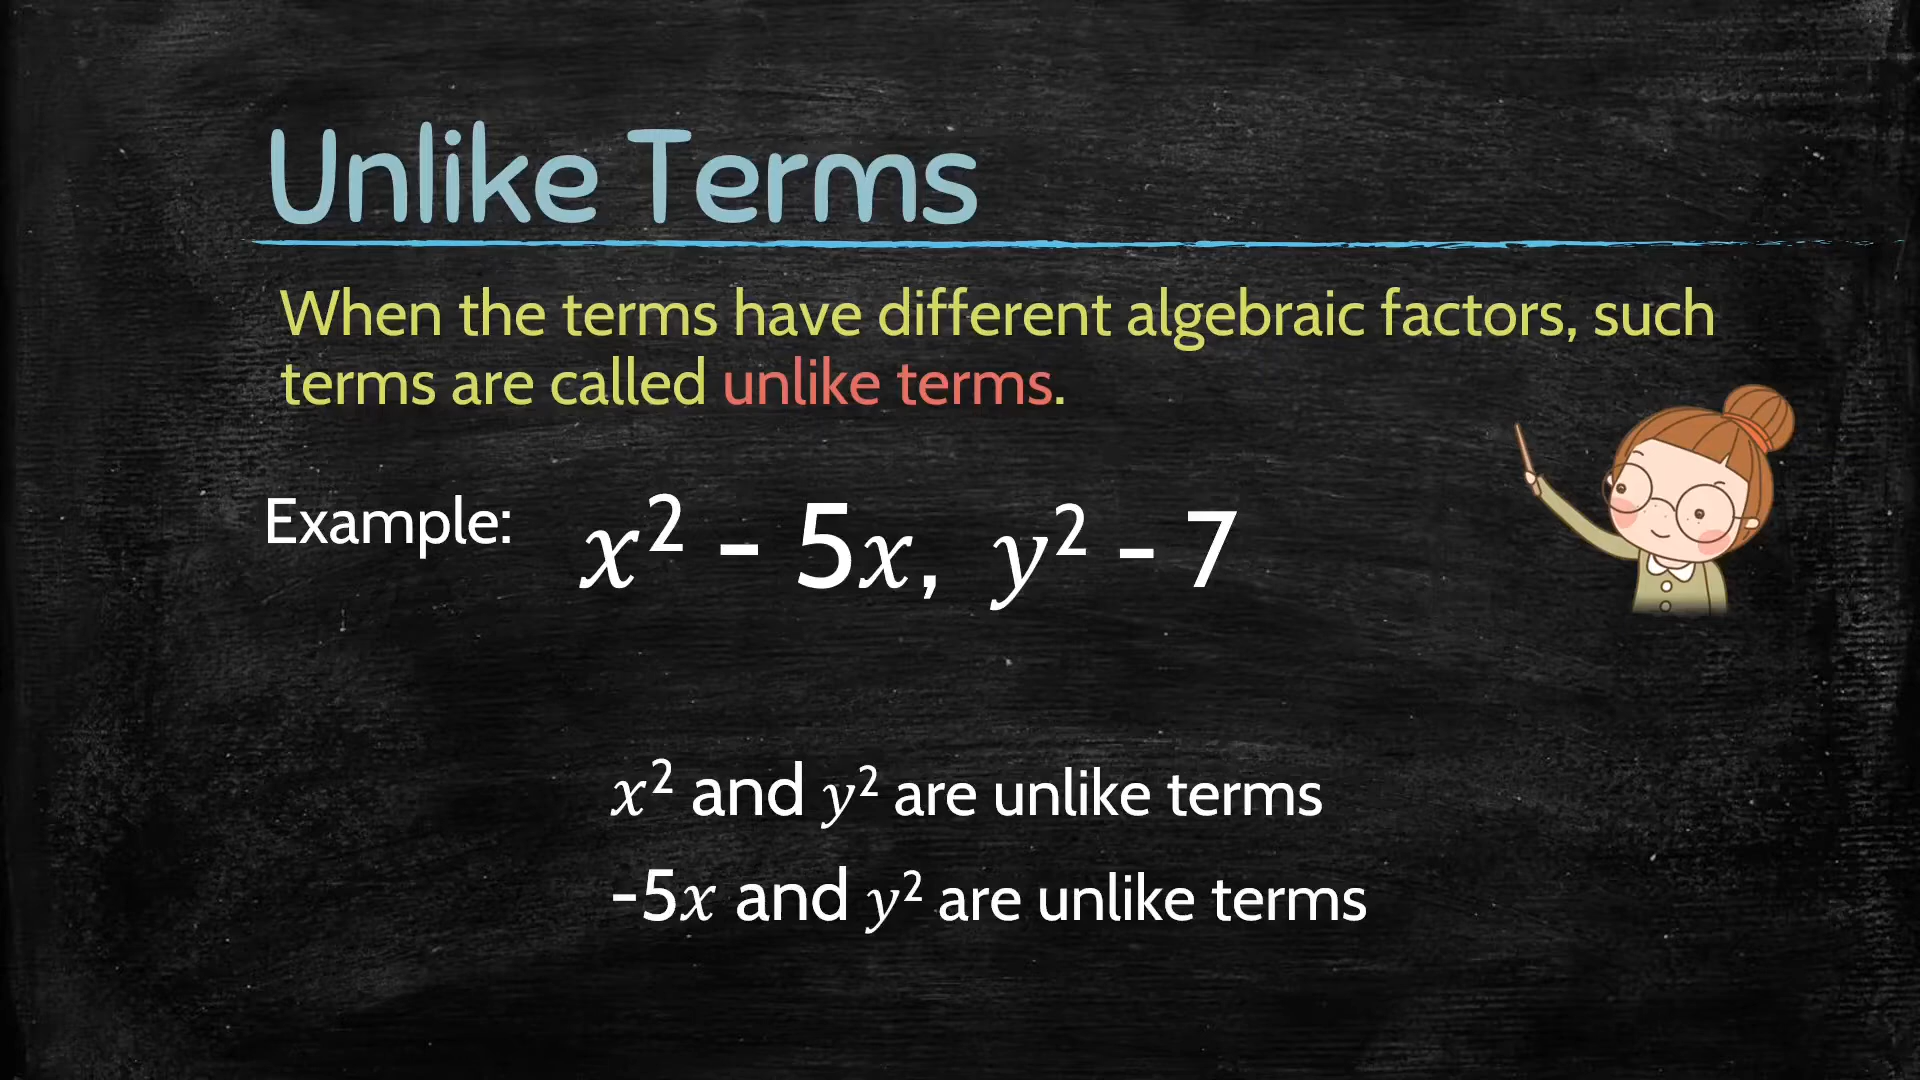 Unlike Terms
When the terms have different algebraic factors, such
terms are called unlike terms.
Example: x² - 5x, y² - 7
x² and y² are unlike terms
-5x and y² are unlike terms